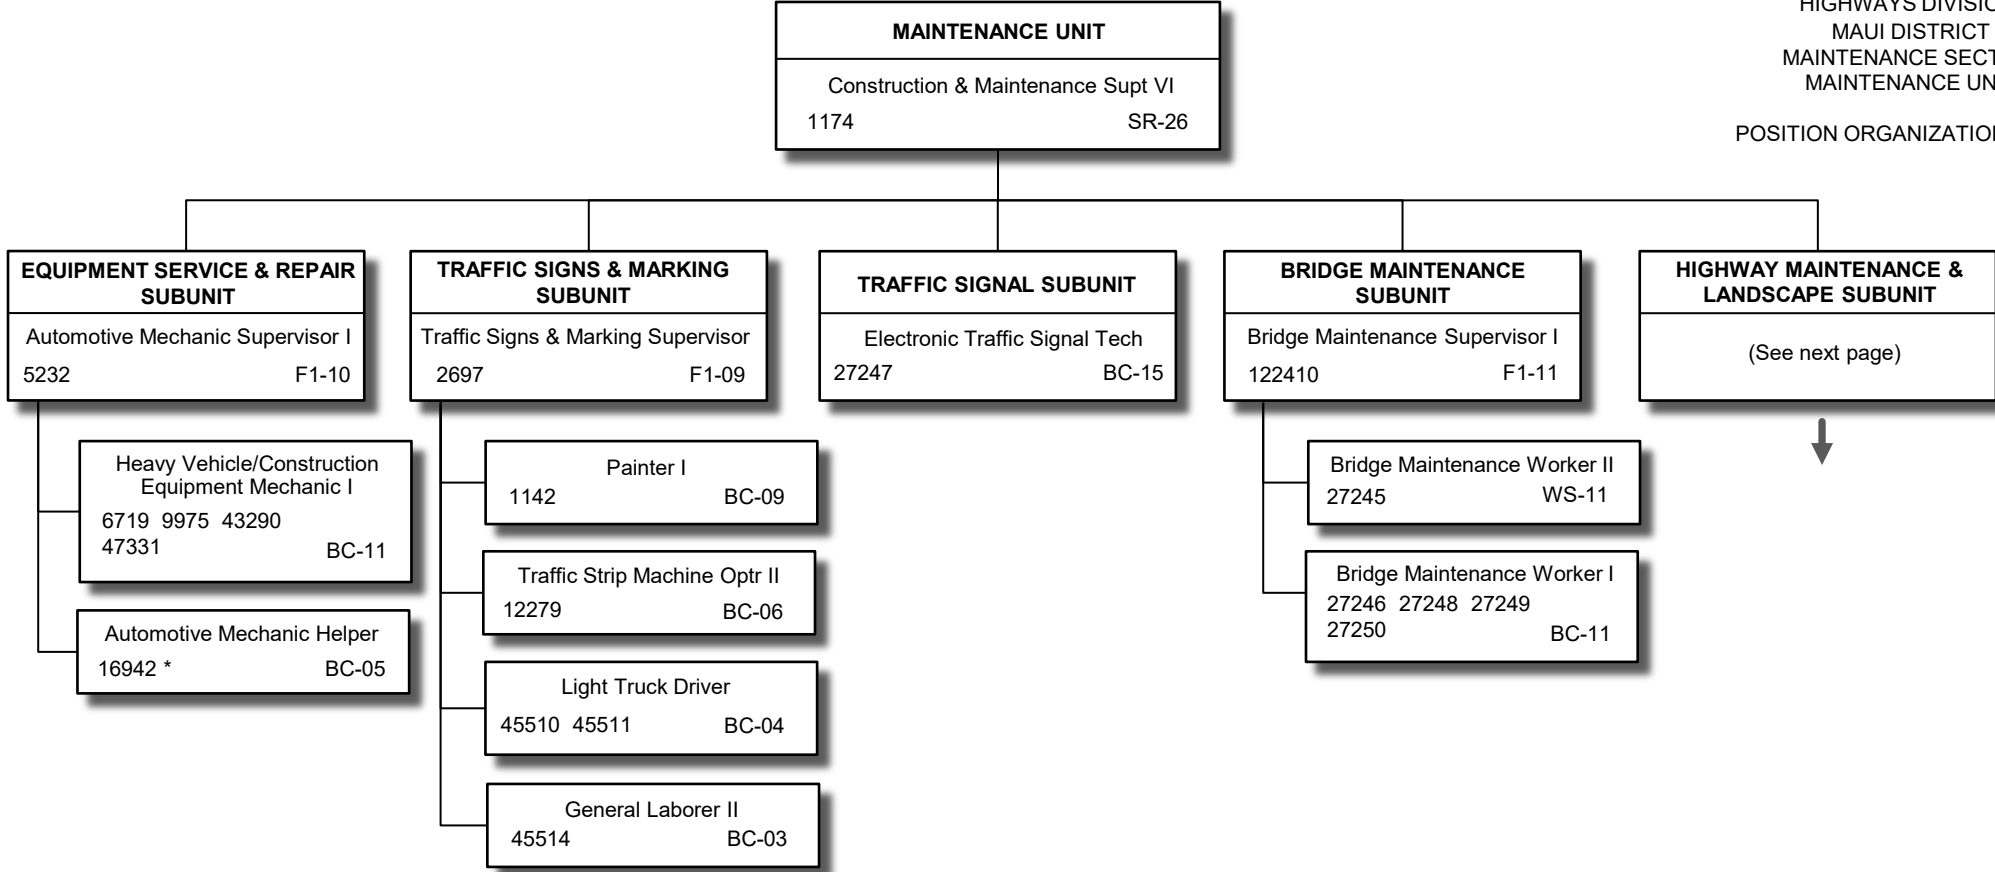 HIGHWAYS DIVISIO
MAUI DISTRICT
MAINTENANCE SECT
MAINTENANCE UN
POSITION ORGANIZATION
MAINTENANCE UNIT
Construction & Maintenance Supt VI
1174 SR-26
EQUIPMENT SERVICE & REPAIR
SUBUNIT
Automotive Mechanic Supervisor I
5232 F1-10
Heavy Vehicle/Construction
Equipment Mechanic I
6719 9975 43290
47331 BC-11
Automotive Mechanic Helper
16942 * BC-05
TRAFFIC SIGNS & MARKING
SUBUNIT
Traffic Signs & Marking Supervisor
2697 F1-09
Painter I
1142 BC-09
Traffic Strip Machine Optr II
12279 BC-06
Light Truck Driver
45510 45511 BC-04
General Laborer II
45514 BC-03
TRAFFIC SIGNAL SUBUNIT
Electronic Traffic Signal Tech
27247 BC-15
BRIDGE MAINTENANCE
SUBUNIT
Bridge Maintenance Supervisor I
122410 F1-11
Bridge Maintenance Worker II
27245 WS-11
Bridge Maintenance Worker I
27246 27248 27249
27250 BC-11
HIGHWAY MAINTENANCE &
LANDSCAPE SUBUNIT
(See next page)